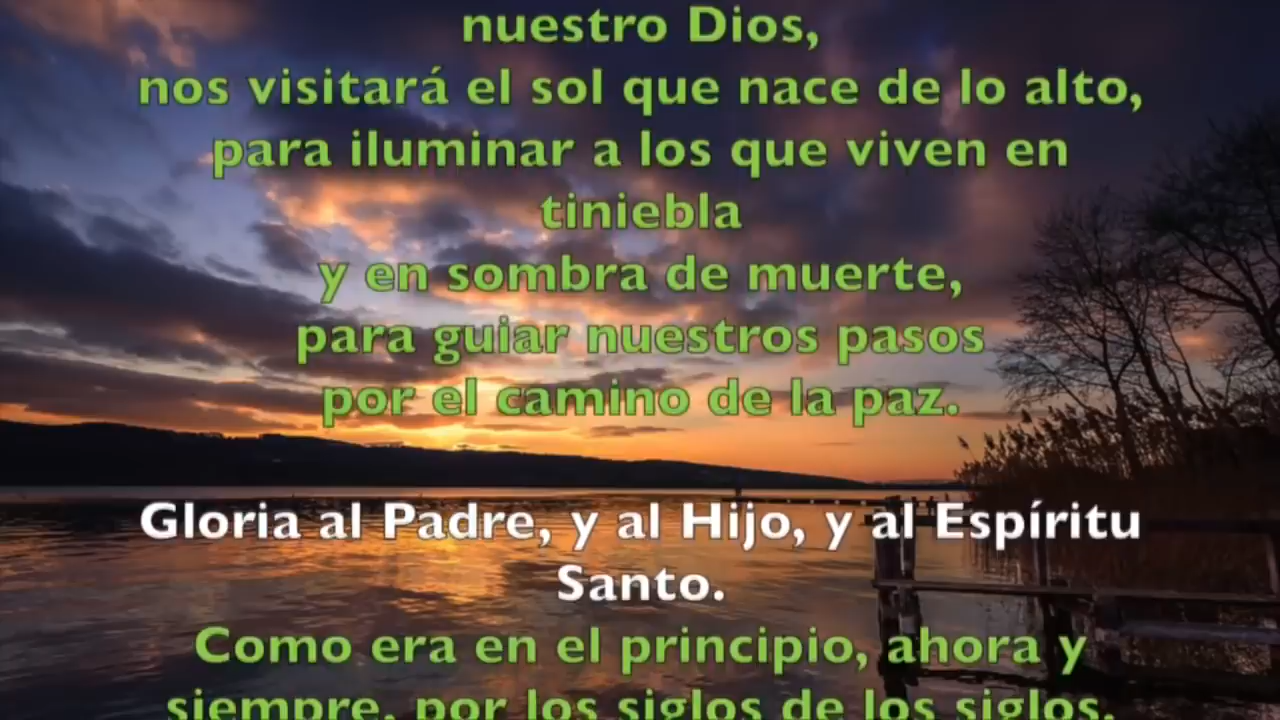 nuestro Dios,
nos visitará el sol que nace de lo alto,
para iluminar a los que viven en
tiniebla
y en sombra de muerte,
para guiar nuestros pasos
por el camino de la paz.
Gloria al Padre, y al Hijo, y al Espíritu
Santo.
Como era en el principio, ahora y
siempre, por los siglos de los siglos.